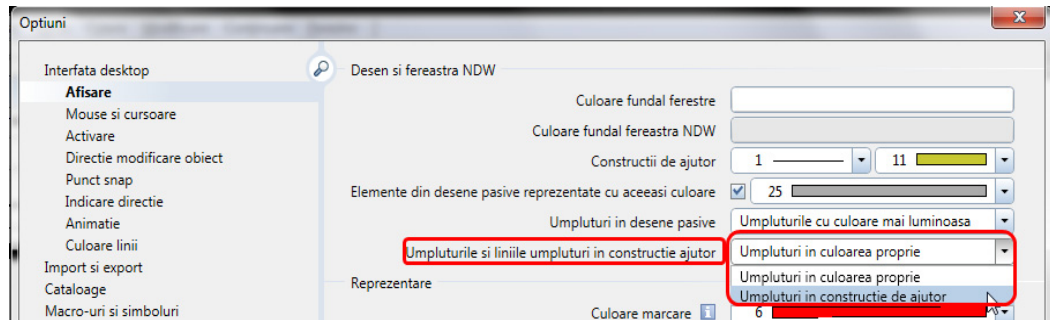 Optiuni
Interfata desktop
Afisare
Mouse si cursoare
Activare
Directie modificare obiect
Punct snap
Indicare directie
Animatie
Culoare linii
Import si export
Cataloage
Macro-uri si simboluri
Desen si fereastra NDW
Culoare fundal ferestre
Culoare fundal fereastra NDW
Constructii de ajutor 1 11
Elemente din desene pasive reprezentate cu aceeasi culoare 25
Umpluturi in desene pasive Umpluturile cu culoare mai luminoasa
Umpluturile si liniile umpluturi in constructie ajutor Umpluturi in culoarea proprie
Umpluturi in culoarea proprie
Umpluturi in constructie de ajutor
Reprezentare
Culoare marcare 6